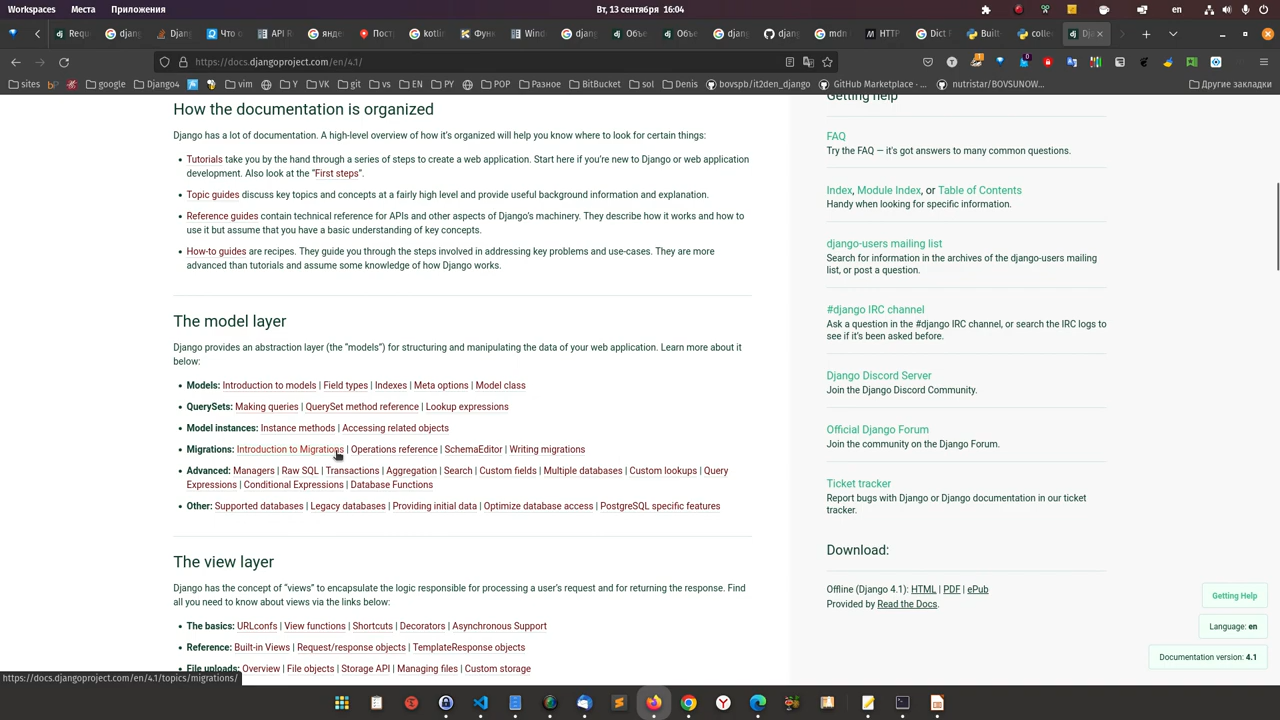 Workspaces Места Приложения Вт, 13 сентября 16:04 en
Requ djang Djang Что о API R янде Пост kotli Функ Wind djang Объе Объе djang djang mdn HTTP Dict F Built- colle Dja
https://docs.djangoproject.com/en/4.1/
sites google Django4 vim Y VK git vs EN PY POP Разное BitBucket sol Denis bovspb/it2den_django GitHub Marketplace · ... nutristar/BOVSUNOW... Другие закладки
How the documentation is organized
Django has a lot of documentation. A high-level overview of how it's organized will help you know where to look for certain things:
• Tutorials take you by the hand through a series of steps to create a web application. Start here if you're new to Django or web application
development. Also look at the “First steps”.
• Topic guides discuss key topics and concepts at a fairly high level and provide useful background information and explanation.
• Reference guides contain technical reference for APIs and other aspects of Django's machinery. They describe how it works and how to
use it but assume that you have a basic understanding of key concepts.
• How-to guides are recipes. They guide you through the steps involved in addressing key problems and use-cases. They are more
advanced than tutorials and assume some knowledge of how Django works.
The model layer
Django provides an abstraction layer (the “models”) for structuring and manipulating the data of your web application. Learn more about it
below:
• Models: Introduction to models | Field types | Indexes | Meta options | Model class
• QuerySets: Making queries | QuerySet method reference | Lookup expressions
• Model instances: Instance methods | Accessing related objects
• Migrations: Introduction to Migrations | Operations reference | SchemaEditor | Writing migrations
• Advanced: Managers | Raw SQL | Transactions | Aggregation | Search | Custom fields | Multiple databases | Custom lookups | Query
Expressions | Conditional Expressions | Database Functions
• Other: Supported databases | Legacy databases | Providing initial data | Optimize database access | PostgreSQL specific features
The view layer
Django has the concept of “views” to encapsulate the logic responsible for processing a user's request and for returning the response. Find
all you need to know about views via the links below:
• The basics: URLconfs | View functions | Shortcuts | Decorators | Asynchronous Support
• Reference: Built-in Views | Request/response objects | TemplateResponse objects
• File uploads: Overview | File objects | Storage API | Managing files | Custom storage
Getting help
FAQ
Try the FAQ — it's got answers to many common questions.
Index, Module Index, or Table of Contents
Handy when looking for specific information.
django-users mailing list
Search for information in the archives of the django-users mailing
list, or post a question.
#django IRC channel
Ask a question in the #django IRC channel, or search the IRC logs to
see if it's been asked before.
Django Discord Server
Join the Django Discord Community.
Official Django Forum
Join the community on the Django Forum.
Ticket tracker
Report bugs with Django or Django documentation in our ticket
tracker.
Download:
Offline (Django 4.1): HTML | PDF | ePub
Provided by Read the Docs.
Getting Help
Language: en
Documentation version: 4.1
https://docs.djangoproject.com/en/4.1/topics/migrations/